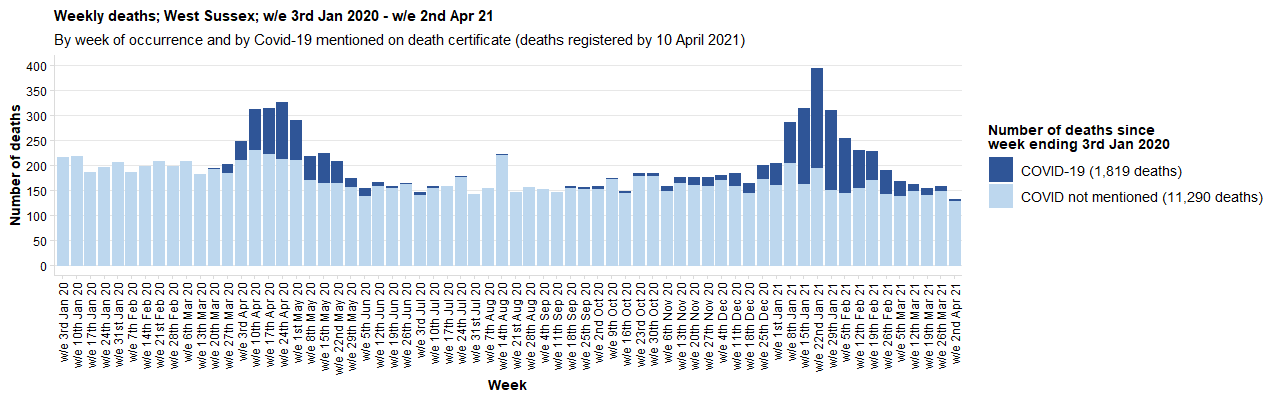 Weekly deaths; West Sussex; w/e 3rd Jan 2020 - w/e 2nd Apr 21
By week of occurrence and by Covid-19 mentioned on death certificate (deaths registered by 10 April 2021)
Number of deaths
400
350
300
250
200
150
100
50
0
w/e 3rd Jan 20
w/e 10th Jan 20
w/e 17th Jan 20
w/e 24th Jan 20
w/e 31st Jan 20
w/e 7th Feb 20
w/e 14th Feb 20
w/e 21st Feb 20
w/e 28th Feb 20
w/e 6th Mar 20
w/e 13th Mar 20
w/e 20th Mar 20
w/e 27th Mar 20
w/e 3rd Apr 20
w/e 10th Apr 20
w/e 17th Apr 20
w/e 24th Apr 20
w/e 1st May 20
w/e 8th May 20
w/e 15th May 20
w/e 22nd May 20
w/e 29th May 20
w/e 5th Jun 20
w/e 12th Jun 20
w/e 19th Jun 20
w/e 26th Jun 20
w/e 3rd Jul 20
w/e 10th Jul 20
w/e 17th Jul 20
w/e 24th Jul 20
w/e 31st Jul 20
w/e 7th Aug 20
w/e 14th Aug 20
w/e 21st Aug 20
w/e 28th Aug 20
w/e 4th Sep 20
w/e 11th Sep 20
w/e 18th Sep 20
w/e 25th Sep 20
w/e 2nd Oct 20
w/e 9th Oct 20
w/e 16th Oct 20
w/e 23rd Oct 20
w/e 30th Oct 20
w/e 6th Nov 20
w/e 13th Nov 20
w/e 20th Nov 20
w/e 27th Nov 20
w/e 4th Dec 20
w/e 11th Dec 20
w/e 18th Dec 20
w/e 25th Dec 20
w/e 1st Jan 21
w/e 8th Jan 21
w/e 15th Jan 21
w/e 22nd Jan 21
w/e 29th Jan 21
w/e 5th Feb 21
w/e 12th Feb 21
w/e 19th Feb 21
w/e 26th Feb 21
w/e 5th Mar 21
w/e 12th Mar 21
w/e 19th Mar 21
w/e 26th Mar 21
w/e 2nd Apr 21
Week
Number of deaths since
week ending 3rd Jan 2020
COVID-19 (1,819 deaths)
COVID not mentioned (11,290 deaths)